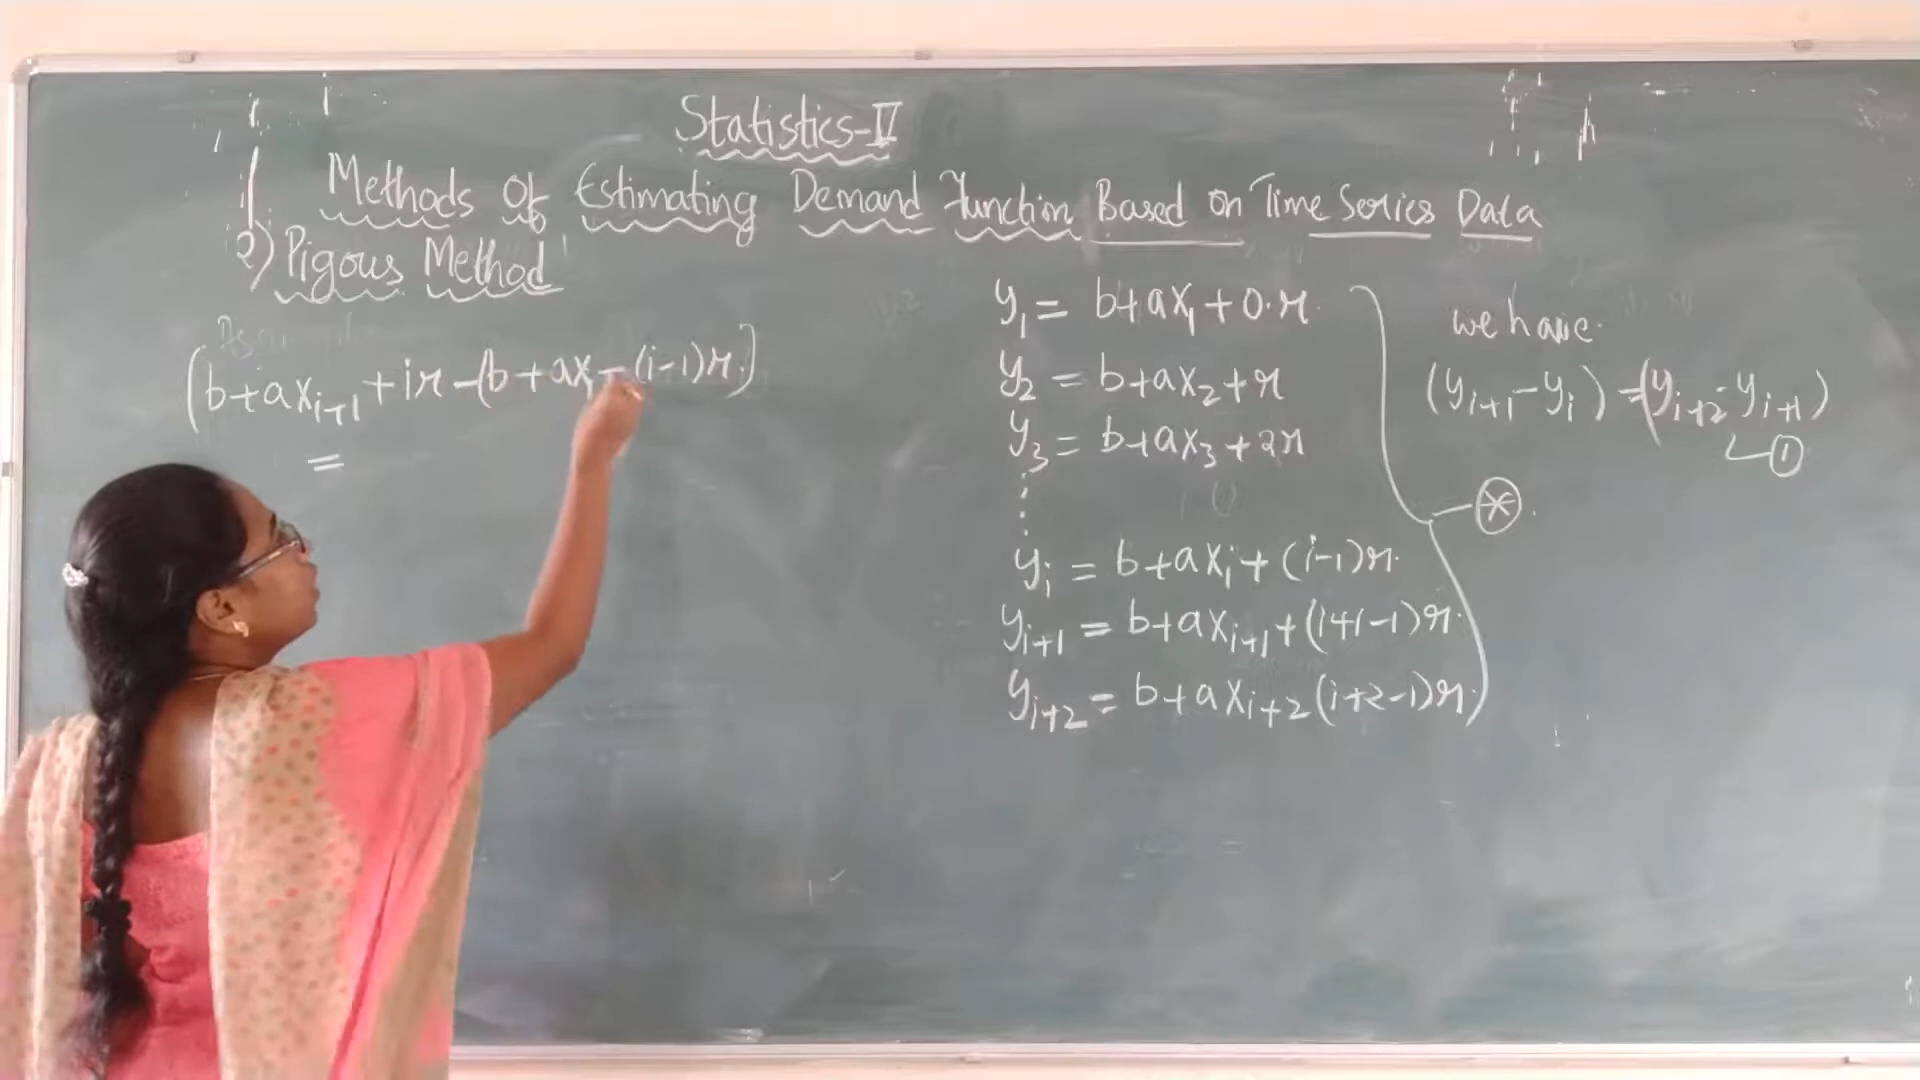 Statistics-IV
Methods Of Estimating Demand Function Based on Time Series Data
2) Pigous Method
(b+ax_{i+1} + ir - (b+ax_i - (i-1)r.)
=
y_1 = b+ax_1+0.r.
y_2 = b+ax_2+r
y_3 = b+ax_3+2r
y_i = b+ax_i+(i-1)r.
y_{i+1} = b+ax_{i+1}+(i+1-1)r.
y_{i+2} = b+ax_{i+2}(i+2-1)r.
we have.
(y_{i+1}-y_i) = (y_{i+2}-y_{i+1})
①
⊛.